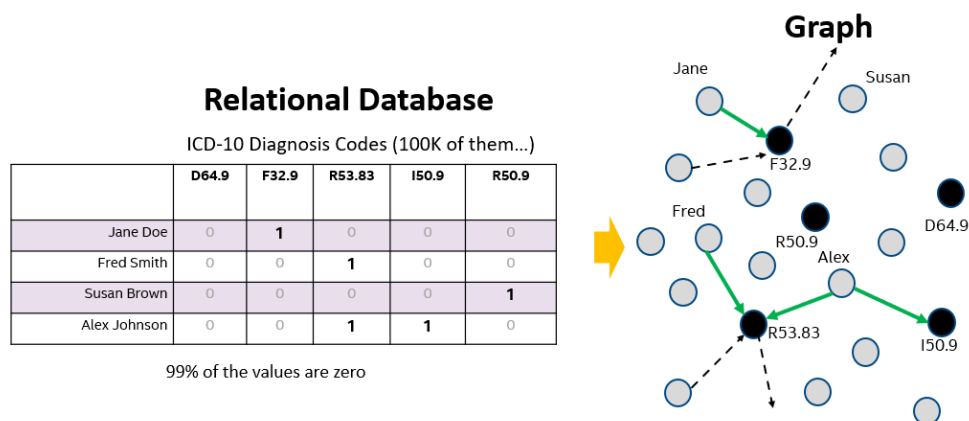 Relational Database
ICD-10 Diagnosis Codes (100K of them...)
D64.9 F32.9 R53.83 I50.9 R50.9
Jane Doe 0 1 0 0 0
Fred Smith 0 0 1 0 0
Susan Brown 0 0 0 0 1
Alex Johnson 0 0 1 1 0
99% of the values are zero
Graph
Jane
Susan
F32.9
Fred
D64.9
R50.9
Alex
R53.83
I50.9